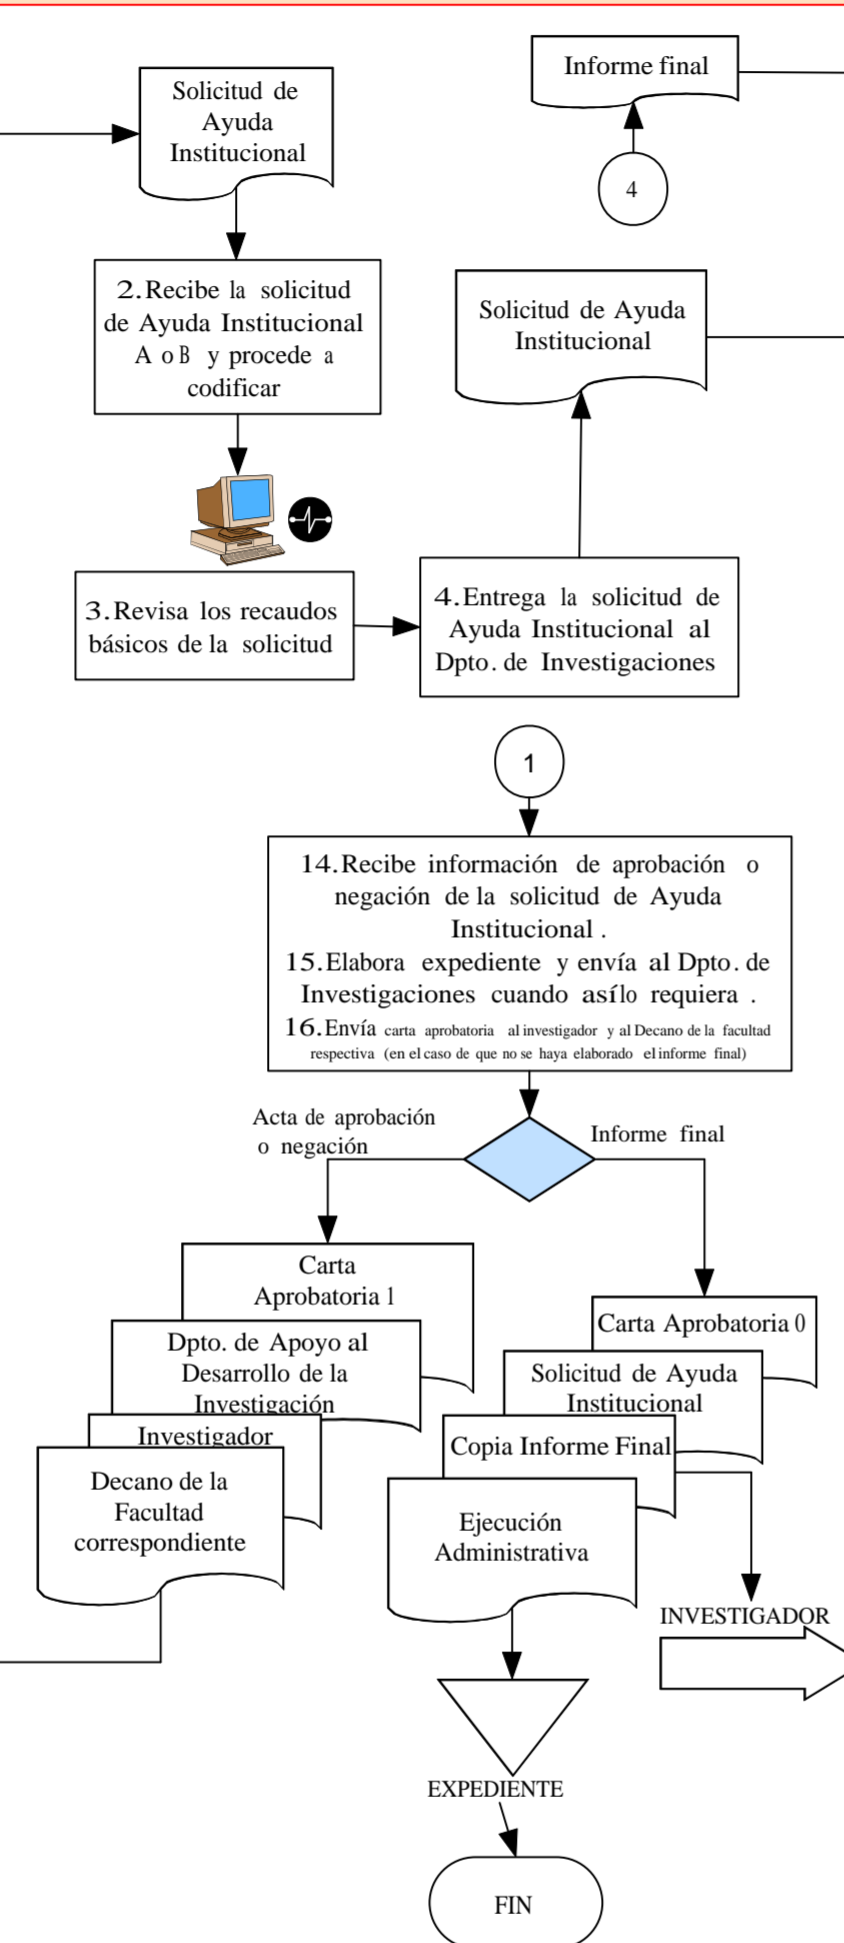 Solicitud de
Ayuda
Institucional
Informe final
4
2.Recibe la solicitud
de Ayuda Institucional
A o B y procede a
codificar
Solicitud de Ayuda
Institucional
3.Revisa los recaudos
básicos de la solicitud
4.Entrega la solicitud de
Ayuda Institucional al
Dpto. de Investigaciones
1
14.Recibe información de aprobación o
negación de la solicitud de Ayuda
Institucional .
15.Elabora expediente y envía al Dpto. de
Investigaciones cuando asílo requiera .
16.Envía carta aprobatoria al investigador y al Decano de la facultad
respectiva (en el caso de que no se haya elaborado el informe final)
Acta de aprobación
o negación
Informe final
Carta
Aprobatoria 1
Dpto. de Apoyo al
Desarrollo de la
Investigación
Investigador
Decano de la
Facultad
correspondiente
Carta Aprobatoria 0
Solicitud de Ayuda
Institucional
Copia Informe Final
Ejecución
Administrativa
INVESTIGADOR
EXPEDIENTE
FIN